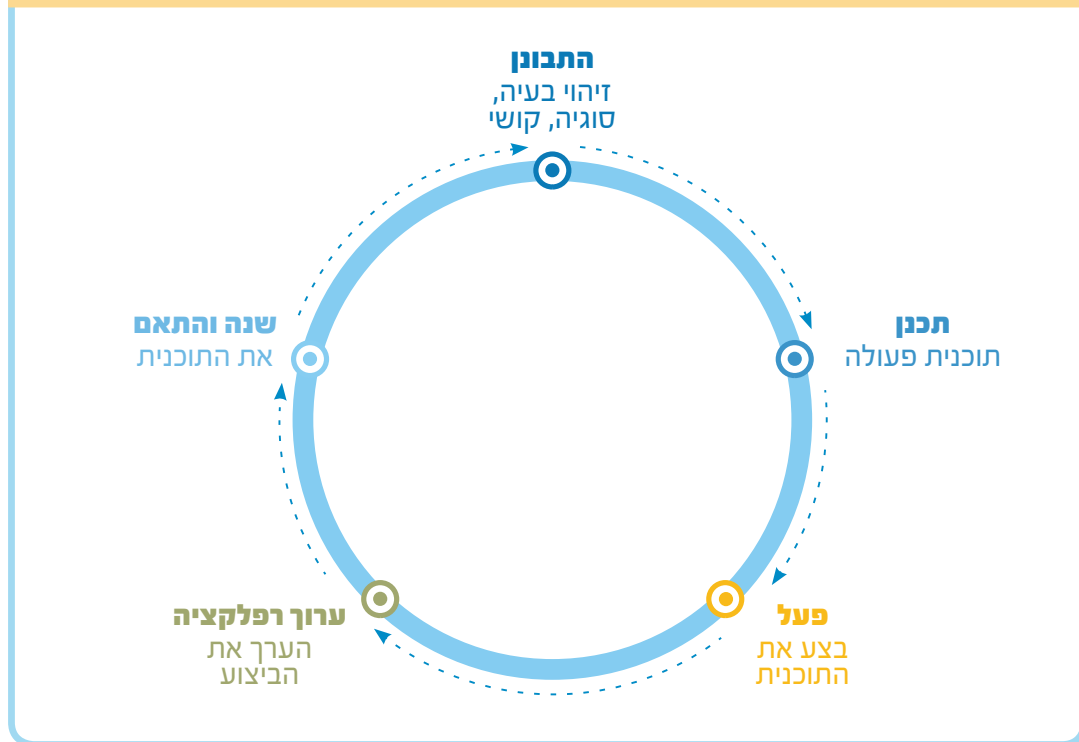 התבונן
זיהוי בעיה,
סוגיה, קושי
תכנן
תוכנית פעולה
פעל
בצע את
התוכנית
ערוך רפלקציה
הערך את
הביצוע
שנה והתאם
את התוכנית